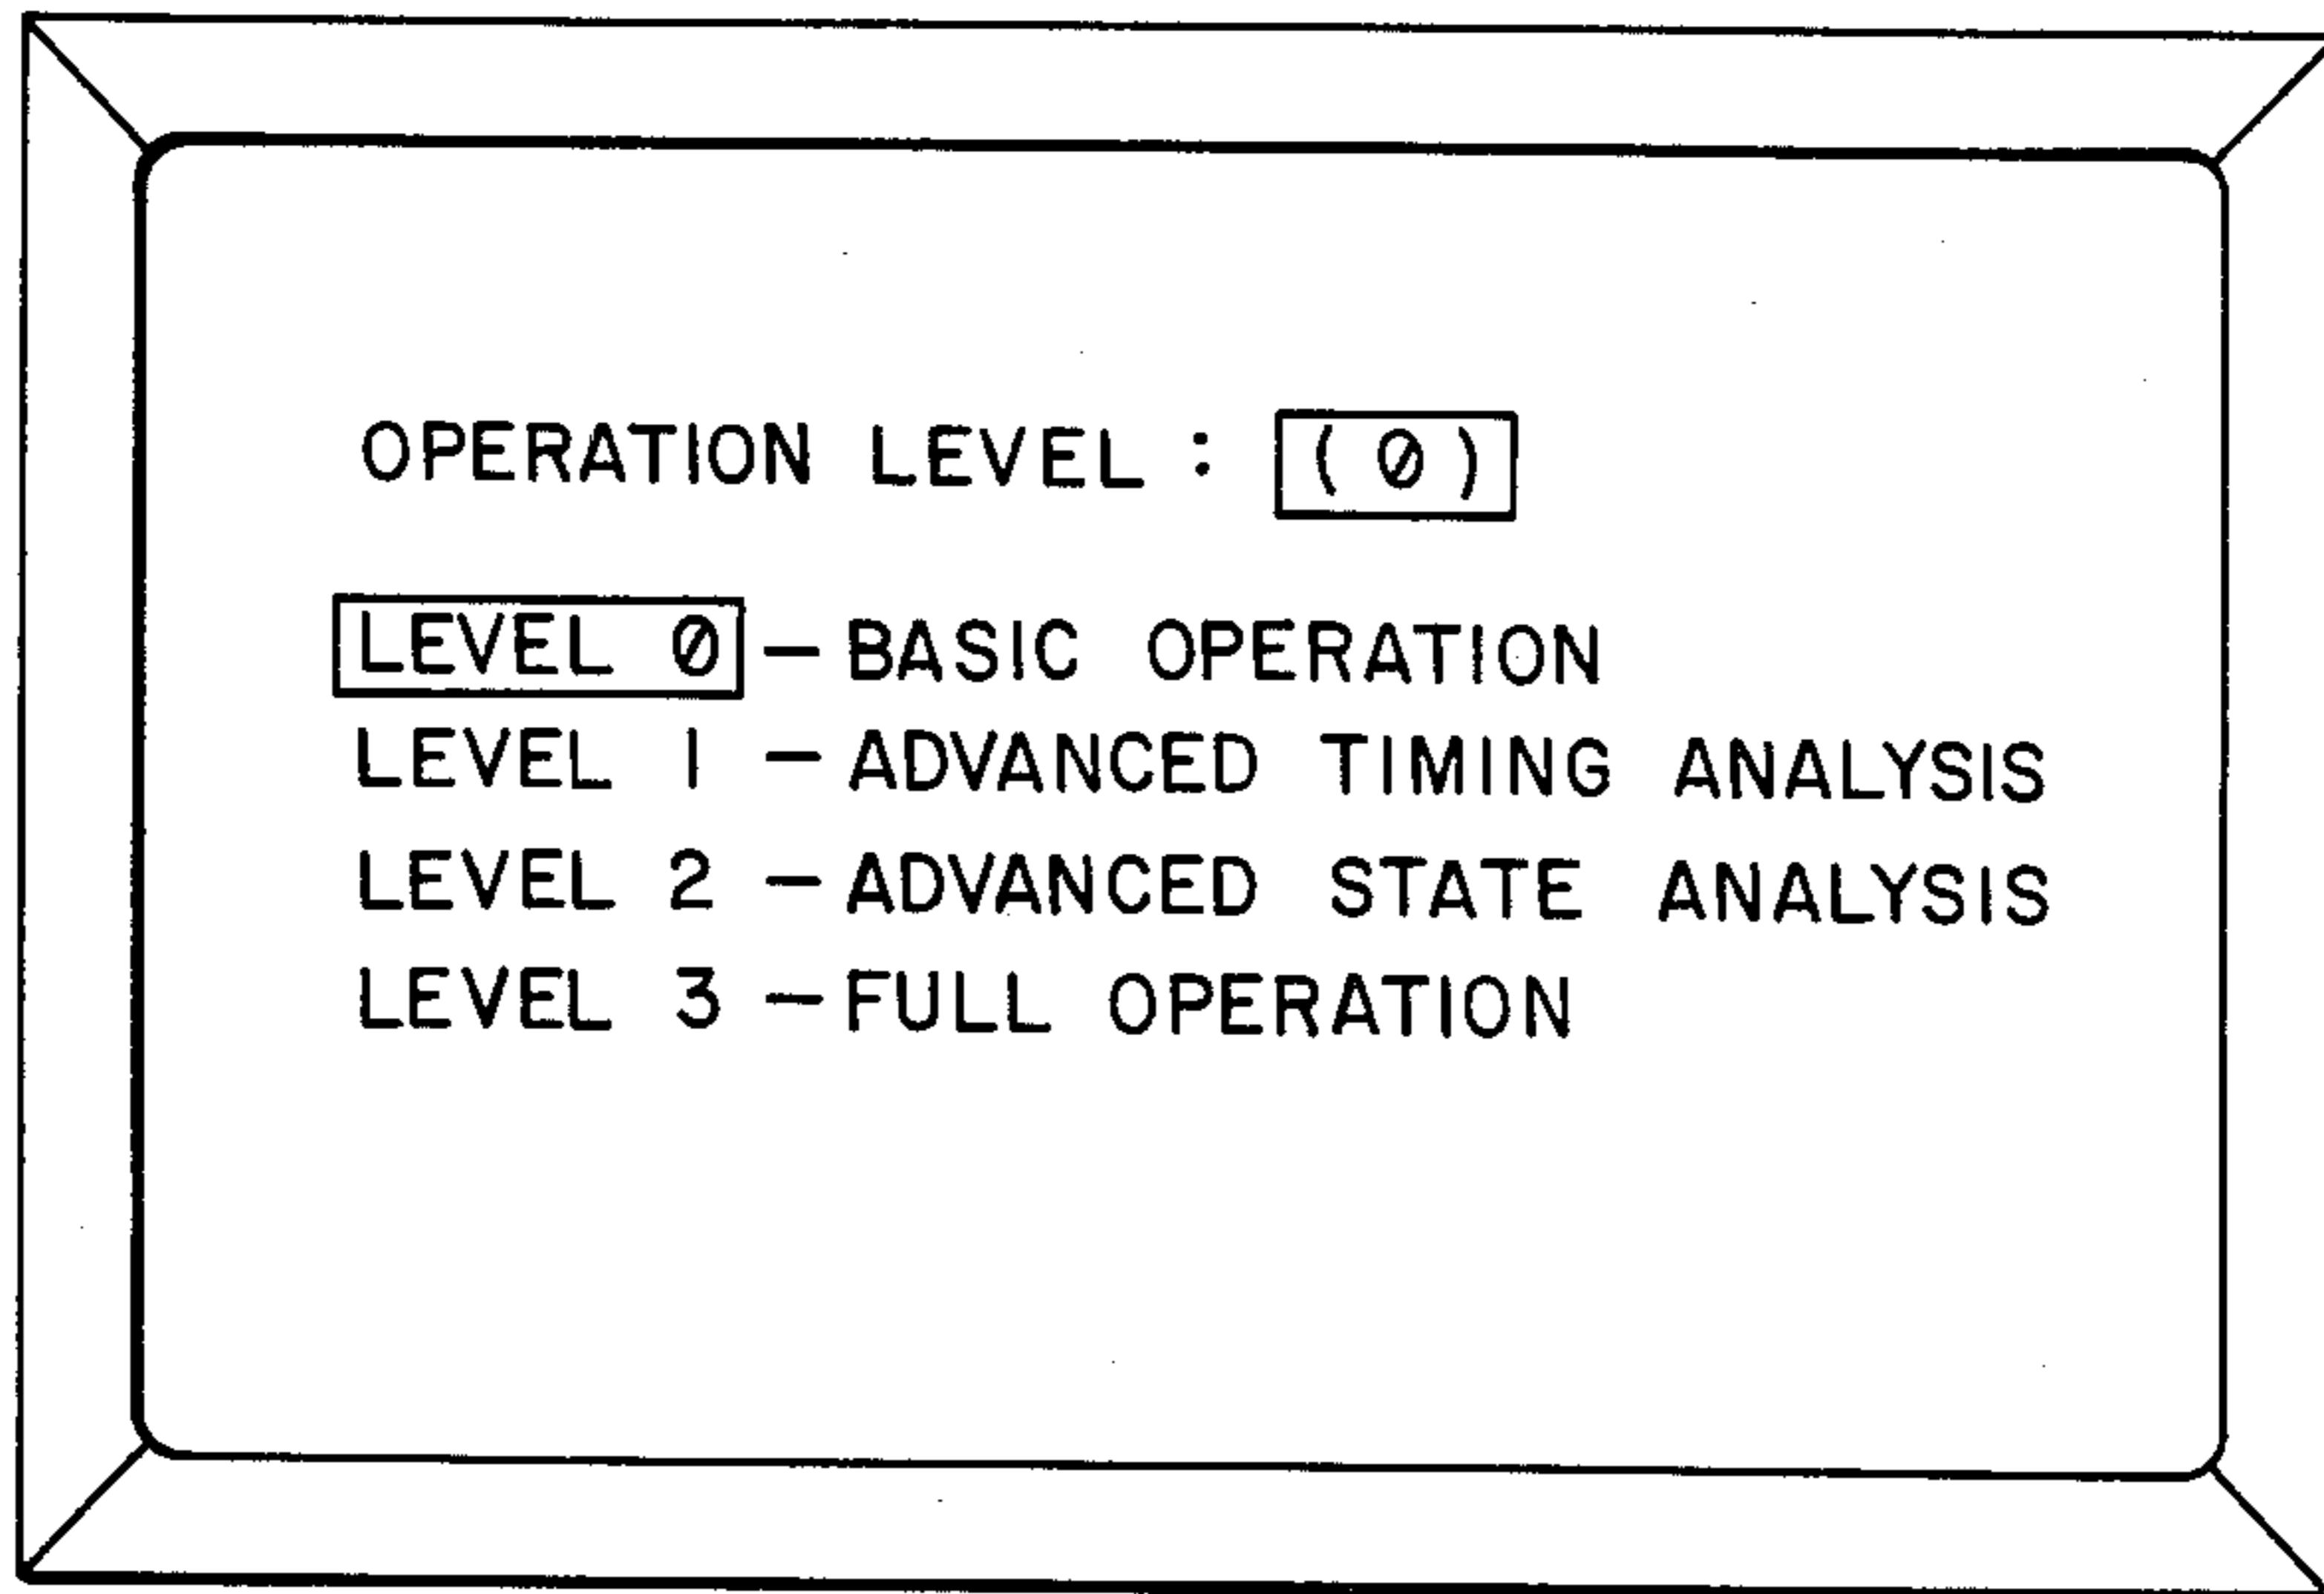 OPERATION LEVEL : (0)
LEVEL 0 — BASIC OPERATION
LEVEL 1 — ADVANCED TIMING ANALYSIS
LEVEL 2 — ADVANCED STATE ANALYSIS
LEVEL 3 — FULL OPERATION